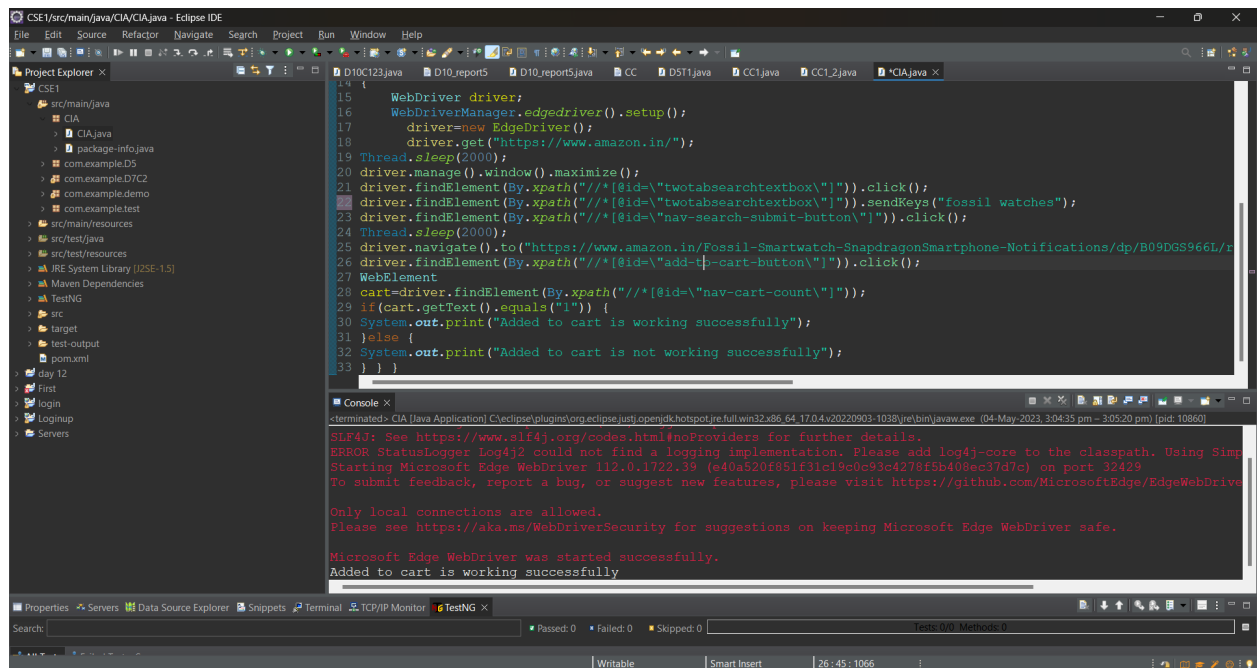 CSE1/src/main/java/CIA/CIA.java - Eclipse IDE
File Edit Source Refactor Navigate Search Project Run Window Help
Project Explorer
CSE1
src/main/java
CIA
CIA.java
package-info.java
com.example.D5
com.example.D7C2
com.example.demo
com.example.test
src/main/resources
src/test/java
src/test/resources
JRE System Library [J2SE-1.5]
Maven Dependencies
TestNG
src
target
test-output
pom.xml
day 12
First
login
Loginup
Servers
D10C123.java D10_report5 D10_report5.java CC D5T1.java CC1.java CC1_2.java *CIA.java
14 {
15 WebDriver driver;
16 WebDriverManager.edgedriver().setup();
17 driver=new EdgeDriver();
18 driver.get("https://www.amazon.in/");
19 Thread.sleep(2000);
20 driver.manage().window().maximize();
21 driver.findElement(By.xpath("//*[@id=\"twotabsearchtextbox\"]")).click();
22 driver.findElement(By.xpath("//*[@id=\"twotabsearchtextbox\"]")).sendKeys("fossil watches");
23 driver.findElement(By.xpath("//*[@id=\"nav-search-submit-button\"]")).click();
24 Thread.sleep(2000);
25 driver.navigate().to("https://www.amazon.in/Fossil-Smartwatch-SnapdragonSmartphone-Notifications/dp/B09DGS966L/r
26 driver.findElement(By.xpath("//*[@id=\"add-to-cart-button\"]")).click();
27 WebElement
28 cart=driver.findElement(By.xpath("//*[@id=\"nav-cart-count\"]"));
29 if(cart.getText().equals("1")) {
30 System.out.print("Added to cart is working successfully");
31 }else {
32 System.out.print("Added to cart is not working successfully");
33 } } }
Console
<terminated> CIA [Java Application] C:\eclipse\plugins\org.eclipse.justj.openjdk.hotspot.jre.full.win32.x86_64_17.0.4.v20220903-1038\jre\bin\javaw.exe (04-May-2023, 3:04:35 pm – 3:05:20 pm) [pid: 10860]
SLF4J: See https://www.slf4j.org/codes.html#noProviders for further details.
ERROR StatusLogger Log4j2 could not find a logging implementation. Please add log4j-core to the classpath. Using Simp
Starting Microsoft Edge WebDriver 112.0.1722.39 (e40a520f851f31c19c0c93c4278f5b408ec37d7c) on port 32429
To submit feedback, report a bug, or suggest new features, please visit https://github.com/MicrosoftEdge/EdgeWebDrive
Only local connections are allowed.
Please see https://aka.ms/WebDriverSecurity for suggestions on keeping Microsoft Edge WebDriver safe.
Microsoft Edge WebDriver was started successfully.
Added to cart is working successfully
Properties Servers Data Source Explorer Snippets Terminal TCP/IP Monitor TestNG
Search: Passed: 0 Failed: 0 Skipped: 0 Tests: 0/0 Methods: 0
Writable Smart Insert 26 : 45 : 1066